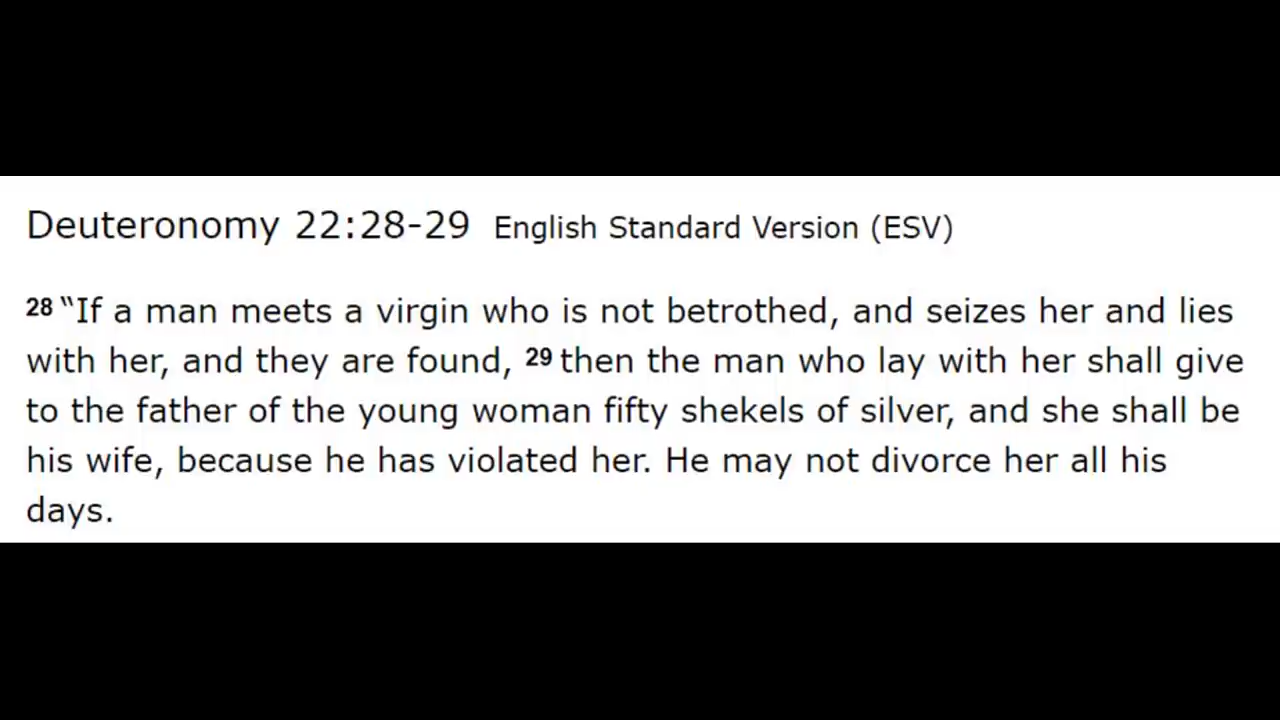 Deuteronomy 22:28-29 English Standard Version (ESV)
28 "If a man meets a virgin who is not betrothed, and seizes her and lies
with her, and they are found, 29 then the man who lay with her shall give
to the father of the young woman fifty shekels of silver, and she shall be
his wife, because he has violated her. He may not divorce her all his
days.